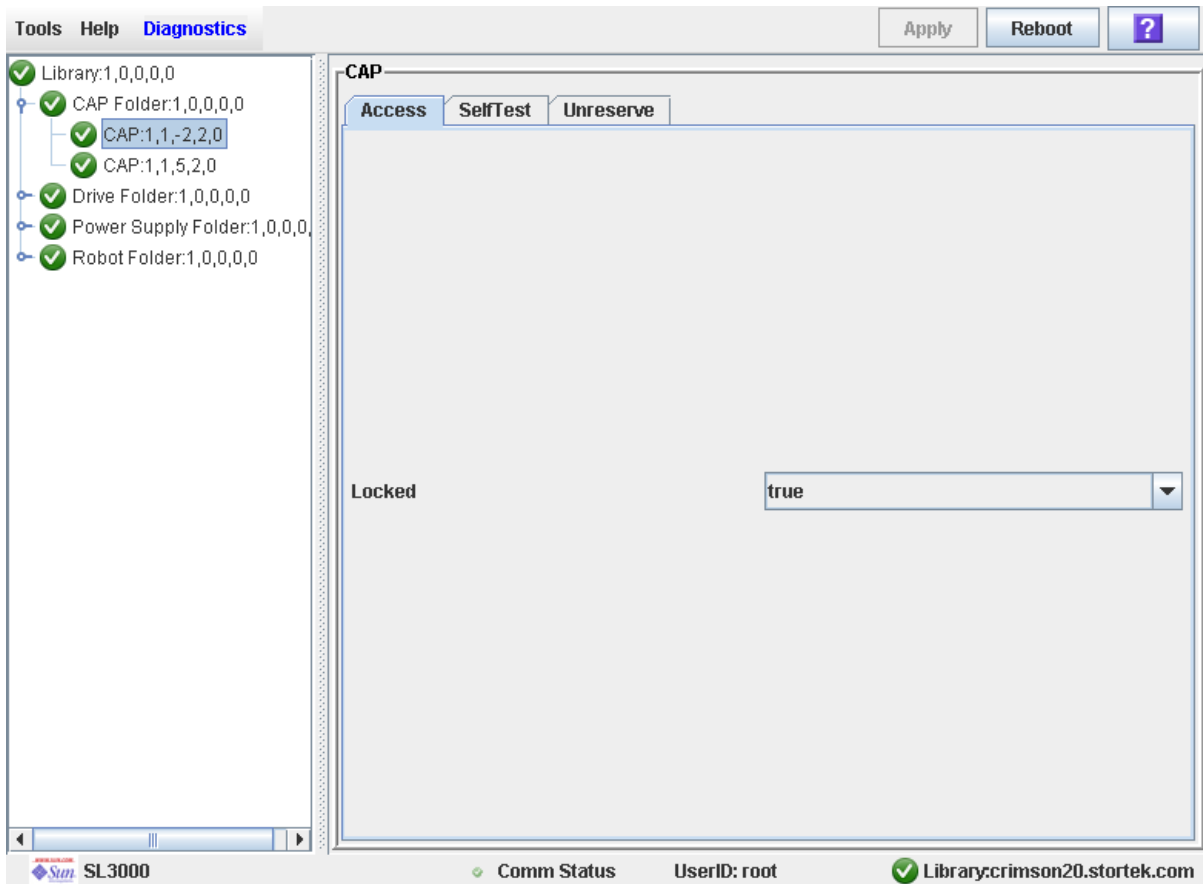 Tools Help Diagnostics Apply Reboot ?
Library:1,0,0,0,0
CAP Folder:1,0,0,0,0
CAP:1,1,-2,2,0
CAP:1,1,5,2,0
Drive Folder:1,0,0,0,0
Power Supply Folder:1,0,0,0,
Robot Folder:1,0,0,0,0
CAP
Access SelfTest Unreserve
Locked true
Sun SL3000 Comm Status UserID: root Library:crimson20.stortek.com